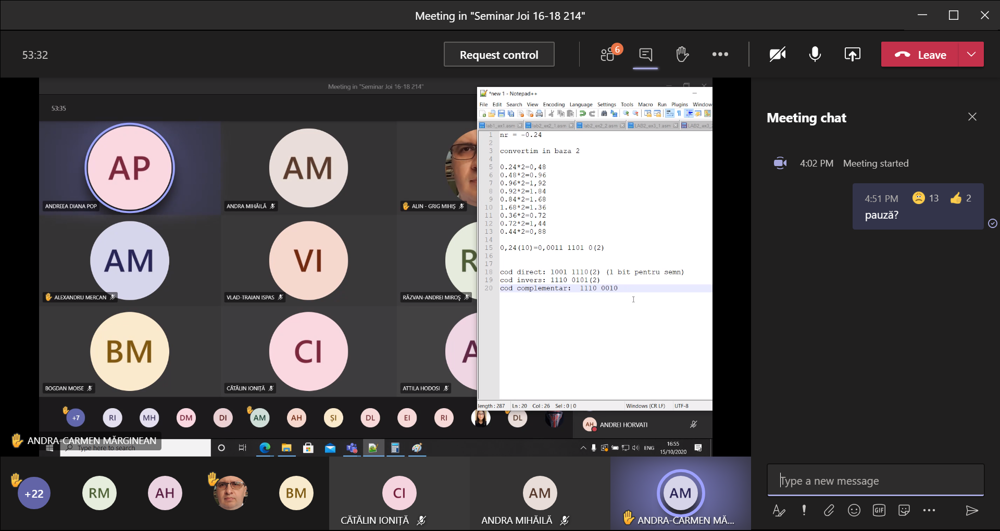 Meeting in "Seminar Joi 16-18 214"
53:32
Request control
6
Leave
Meeting in "Seminar Joi 16-18 214"
53:35
AP
ANDREEA DIANA POP
AM
ANDRA MIHĂILĂ
ALIN - GRIG MIHIȘ
AM
ALEXANDRU MERCAN
VI
VLAD-TRAIAN ISPAS
R
RĂZVAN-ANDREI MIROȘ
BM
BOGDAN MOISE
CI
CĂTĂLIN IONIȚĂ
A
ATTILA HODOSI
+7
RI
MH
DM
DI
AM
AH
ȘI
DL
EI
RI
DL
AH ANDREI HORVATI
*new 1 - Notepad++
File Edit Search View Encoding Language Settings Tools Macro Run Plugins Window
lab1_ex1.asm lab2_ex2_1.asm lab2_ex2_2.asm LAB2_ex3_1.asm LAB2_ex3_
1 nr = -0.24
2
3 convertim in baza 2
4
5 0.24*2=0,48
6 0.48*2=0.96
7 0.96*2=1,92
8 0.92*2=1.84
9 0.84*2=1.68
10 1.68*2=1.36
11 0.36*2=0.72
12 0.72*2=1,44
13 0.44*2=0,88
14
15 0,24(10)=0,0011 1101 0(2)
16
17
18 cod direct: 1001 1110(2) (1 bit pentru semn)
19 cod invers: 1110 0101(2)
20 cod complementar: 1110 0010
length : 287 Ln : 20 Col : 26 Sel : 0 | 0 Windows (CR LF) UTF-8
ANDRA-CARMEN MĂRGINEAN
Type here to search
ENG
16:55
15/10/2020
+22
RM
AH
BM
CI
CĂTĂLIN IONIȚĂ
AM
ANDRA MIHĂILĂ
AM
ANDRA-CARMEN MĂ...
Meeting chat
4:02 PM Meeting started
4:51 PM 13 2
pauză?
Type a new message
GIF